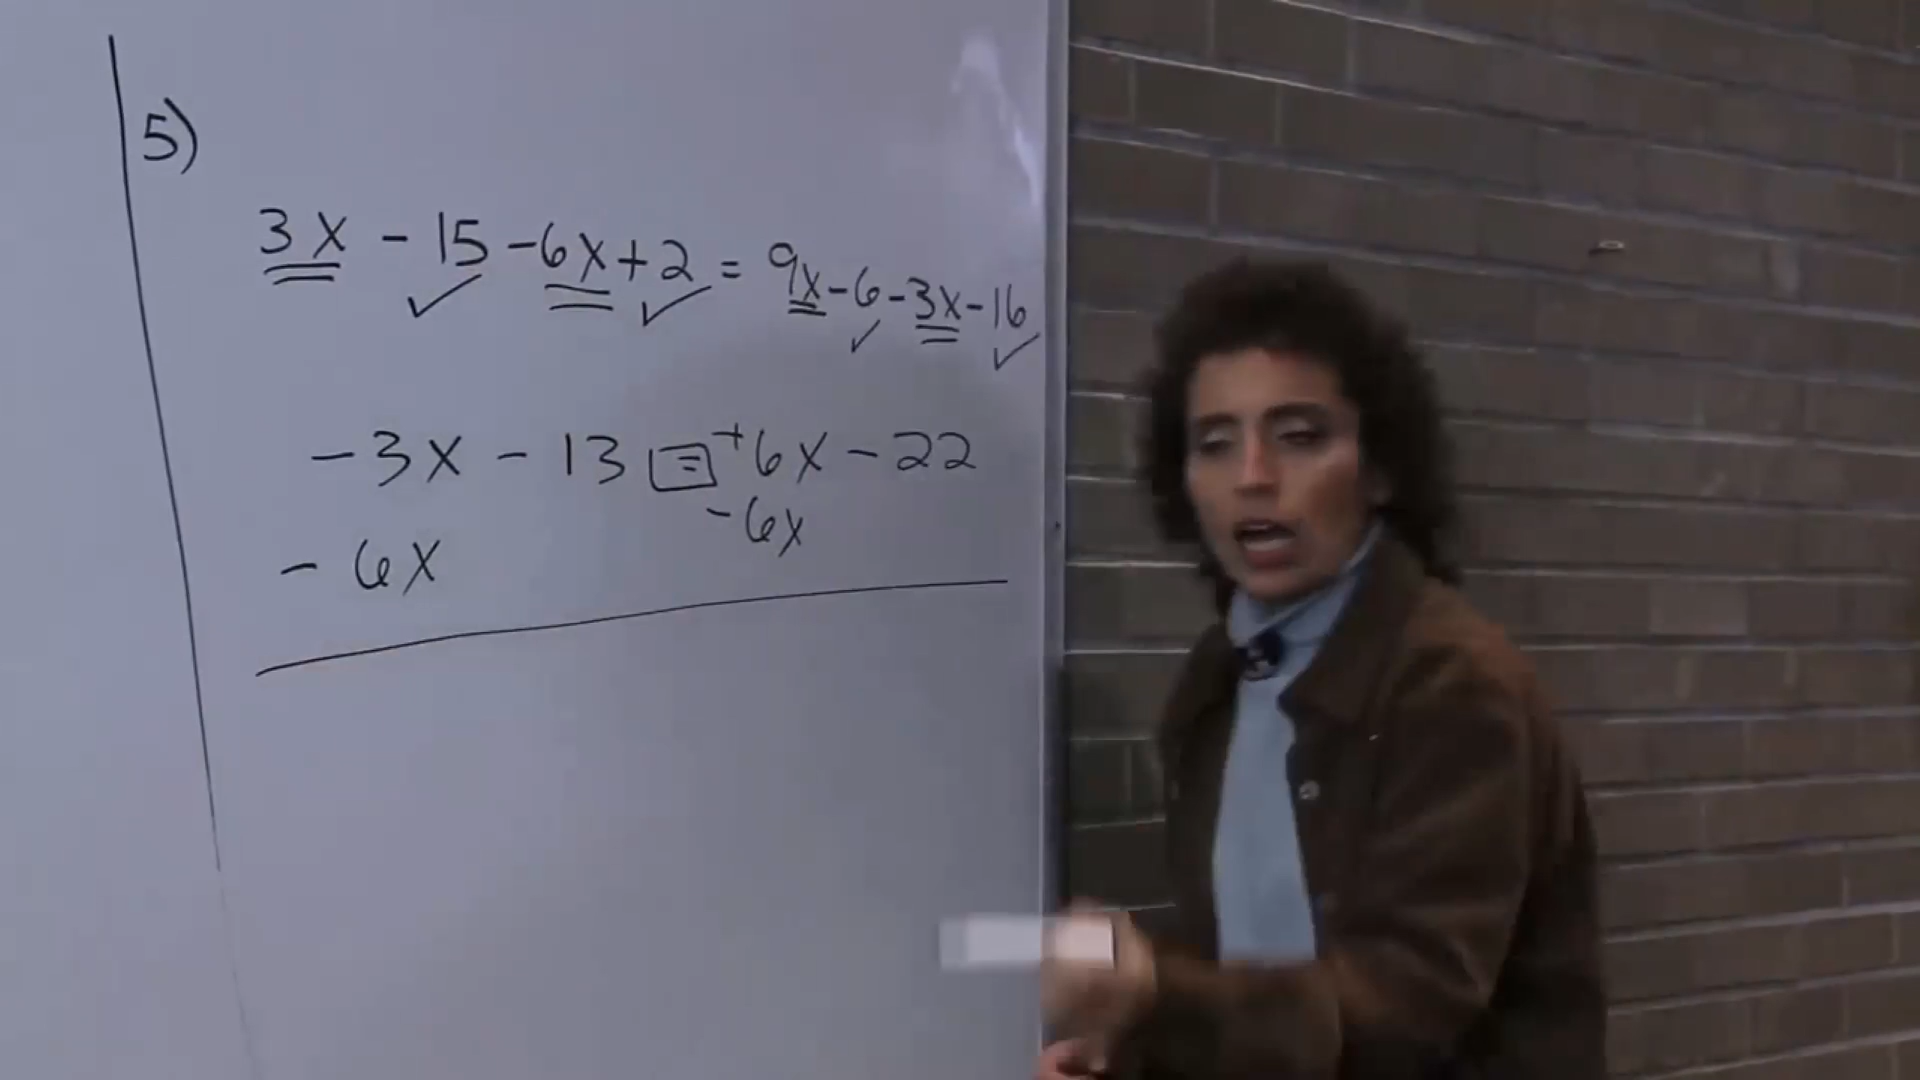 5)
3x - 15 - 6x + 2 = 9x - 6 - 3x - 16
- 3x - 13 = +6x - 22
- 6x - 6x